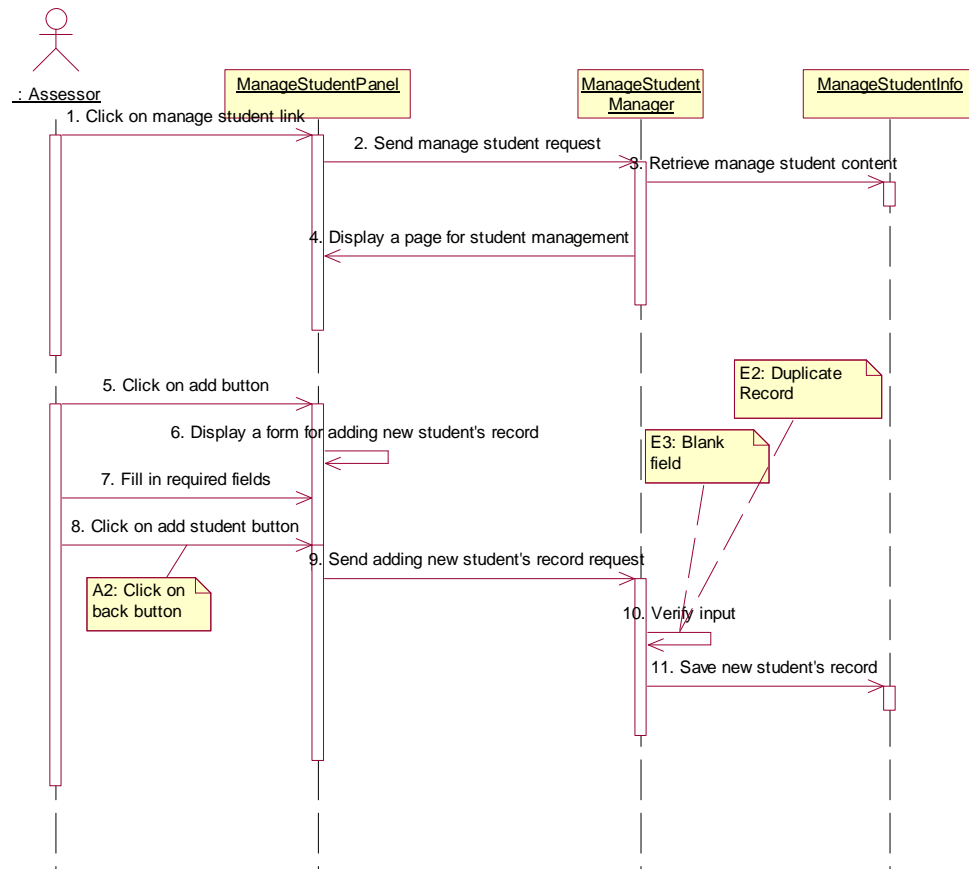 : Assessor
ManageStudentPanel
ManageStudent
Manager
ManageStudentInfo
1. Click on manage student link
2. Send manage student request
3. Retrieve manage student content
4. Display a page for student management
5. Click on add button
E2: Duplicate
Record
6. Display a form for adding new student's record
E3: Blank
field
7. Fill in required fields
8. Click on add student button
9. Send adding new student's record request
A2: Click on
back button
10. Verify input
11. Save new student's record